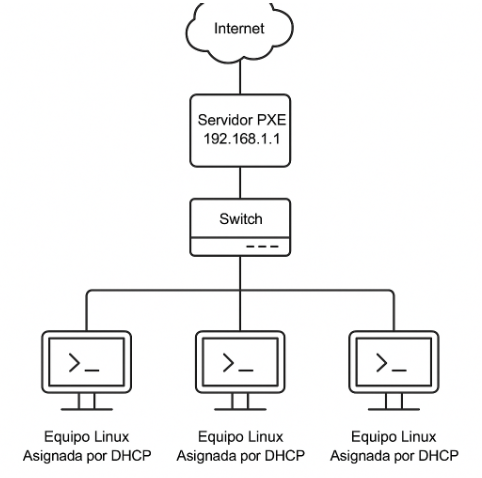 Internet
Servidor PXE
192.168.1.1
Switch
>_
>_
>_
Equipo Linux
Asignada por DHCP
Equipo Linux
Asignada por DHCP
Equipo Linux
Asignada por DHCP